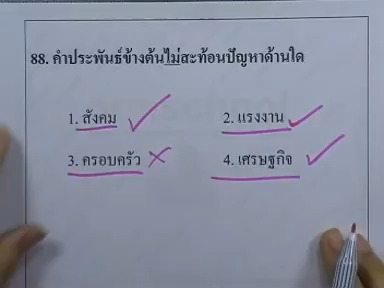 88. คำประพันธ์ข้างต้นไม่สะท้อนปัญหาด้านใด
1. สังคม 2. แรงงาน
3. ครอบครัว 4. เศรษฐกิจ